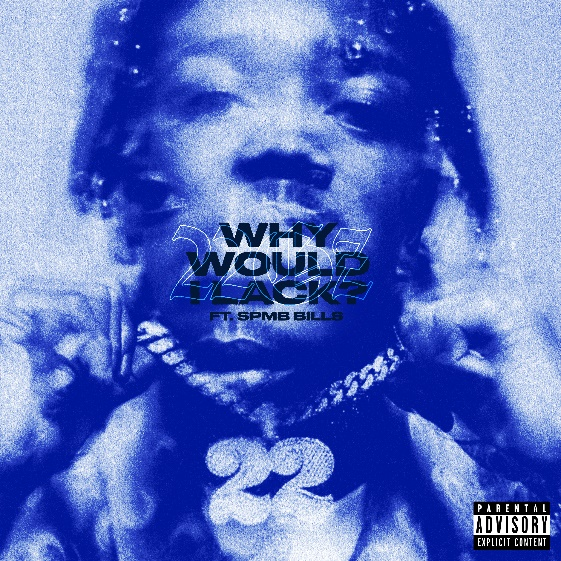 WHY
WOULD
I LACK?
FT. SPMB BILLS
22
PARENTAL
ADVISORY
EXPLICIT CONTENT